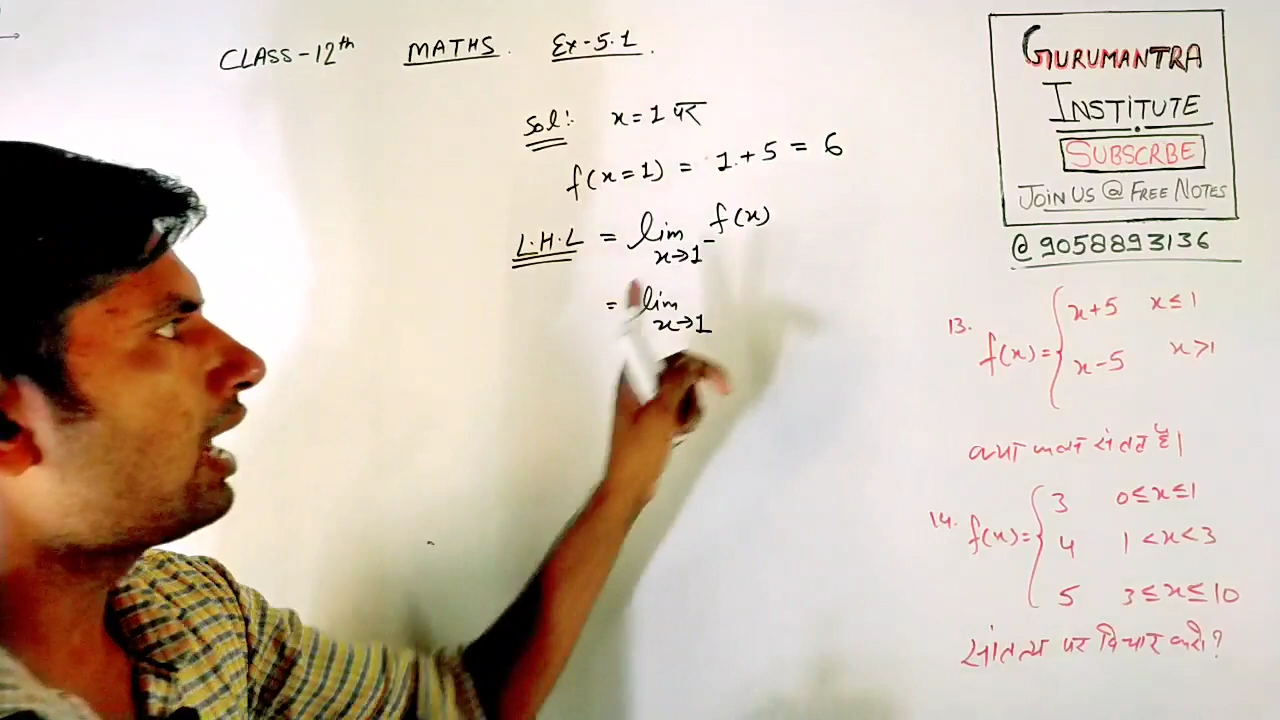 CLASS-12th MATHS. Ex-5.1.
Sol: x=1 पर
f(x=1) = 1+5 = 6
L.H.L = lim f(x)
x→1⁻
= lim
x→1
GURUMANTRA
INSTITUTE
SUBSCRBE
JOIN US @ FREE NOTES
@ 9058893136
13. f(x)= { x+5 x≤1
x-5 x>1
क्या फलन संतत है।
14. f(x)= { 3 0≤x≤1
4 1<x<3
5 3≤x≤10
सांतत्य पर विचार करो?